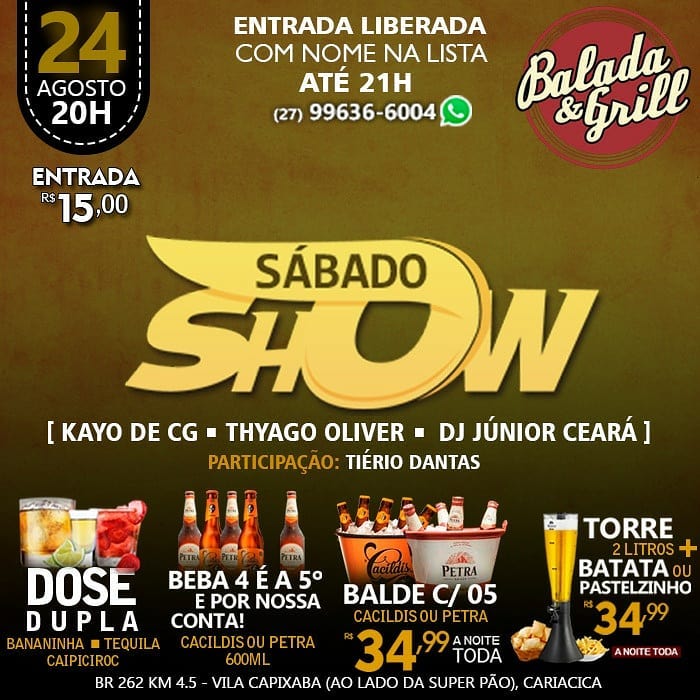 24
AGOSTO
20H
ENTRADA LIBERADA
COM NOME NA LISTA
ATÉ 21H
(27) 99636-6004
Balada
& Grill
ENTRADA
R$ 15,00
SÁBADO
SHOW
[ KAYO DE CG ▪ THYAGO OLIVER ▪ DJ JÚNIOR CEARÁ ]
PARTICIPAÇÃO: TIÉRIO DANTAS
DOSE
DUPLA
BANANINHA ▪ TEQUILA
CAIPICIROC
PETRA
BEBA 4 É A 5º
E POR NOSSA
CONTA!
CACILDIS OU PETRA
600ML
Cacildis
PETRA
BALDE C/ 05
CACILDIS OU PETRA
R$ 34,99 A NOITE
TODA
TORRE
2 LITROS +
BATATA OU
PASTELZINHO
R$ 34,99
A NOITE TODA
BR 262 KM 4.5 - VILA CAPIXABA (AO LADO DA SUPER PÃO), CARIACICA